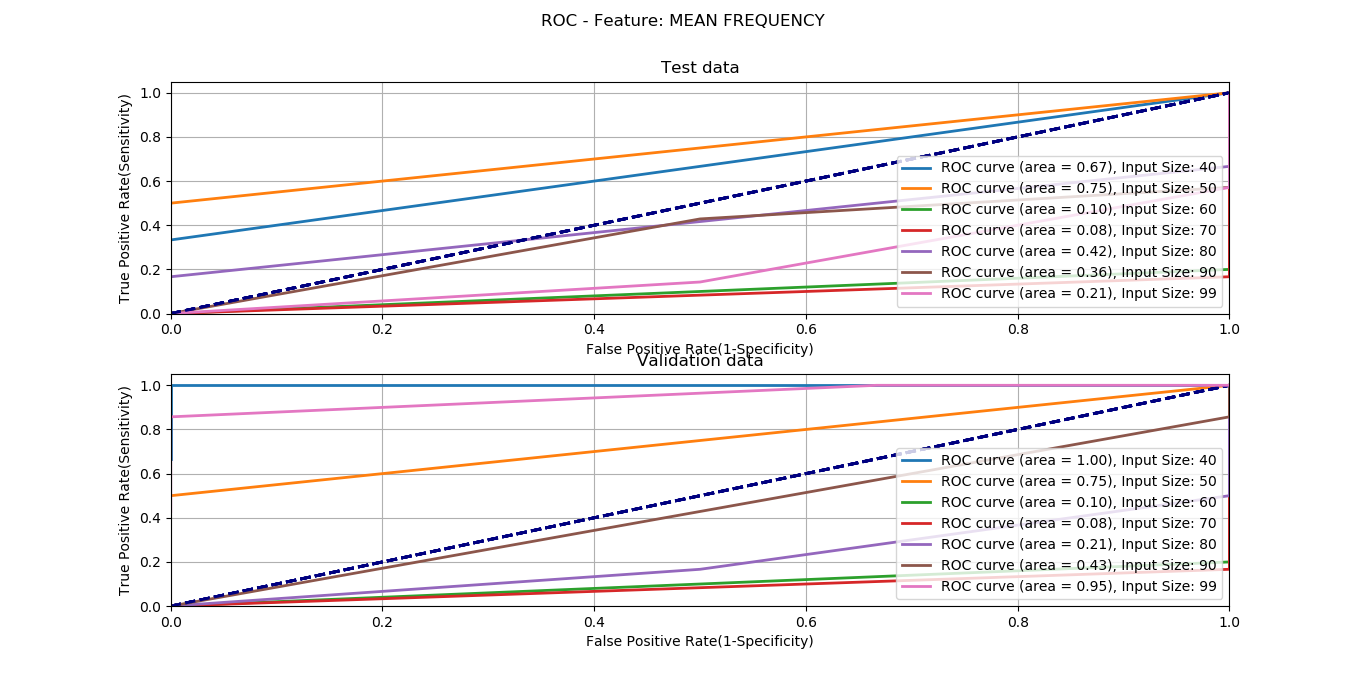 ROC - Feature: MEAN FREQUENCY
Test data
True Positive Rate(Sensitivity)
1.0
0.8
0.6
0.4
0.2
0.0
ROC curve (area = 0.67), Input Size: 40
ROC curve (area = 0.75), Input Size: 50
ROC curve (area = 0.10), Input Size: 60
ROC curve (area = 0.08), Input Size: 70
ROC curve (area = 0.42), Input Size: 80
ROC curve (area = 0.36), Input Size: 90
ROC curve (area = 0.21), Input Size: 99
0.0 0.2 0.4 0.6 0.8 1.0
False Positive Rate(1-Specificity)
Validation data
True Positive Rate(Sensitivity)
1.0
0.8
0.6
0.4
0.2
0.0
ROC curve (area = 1.00), Input Size: 40
ROC curve (area = 0.75), Input Size: 50
ROC curve (area = 0.10), Input Size: 60
ROC curve (area = 0.08), Input Size: 70
ROC curve (area = 0.21), Input Size: 80
ROC curve (area = 0.43), Input Size: 90
ROC curve (area = 0.95), Input Size: 99
0.0 0.2 0.4 0.6 0.8 1.0
False Positive Rate(1-Specificity)